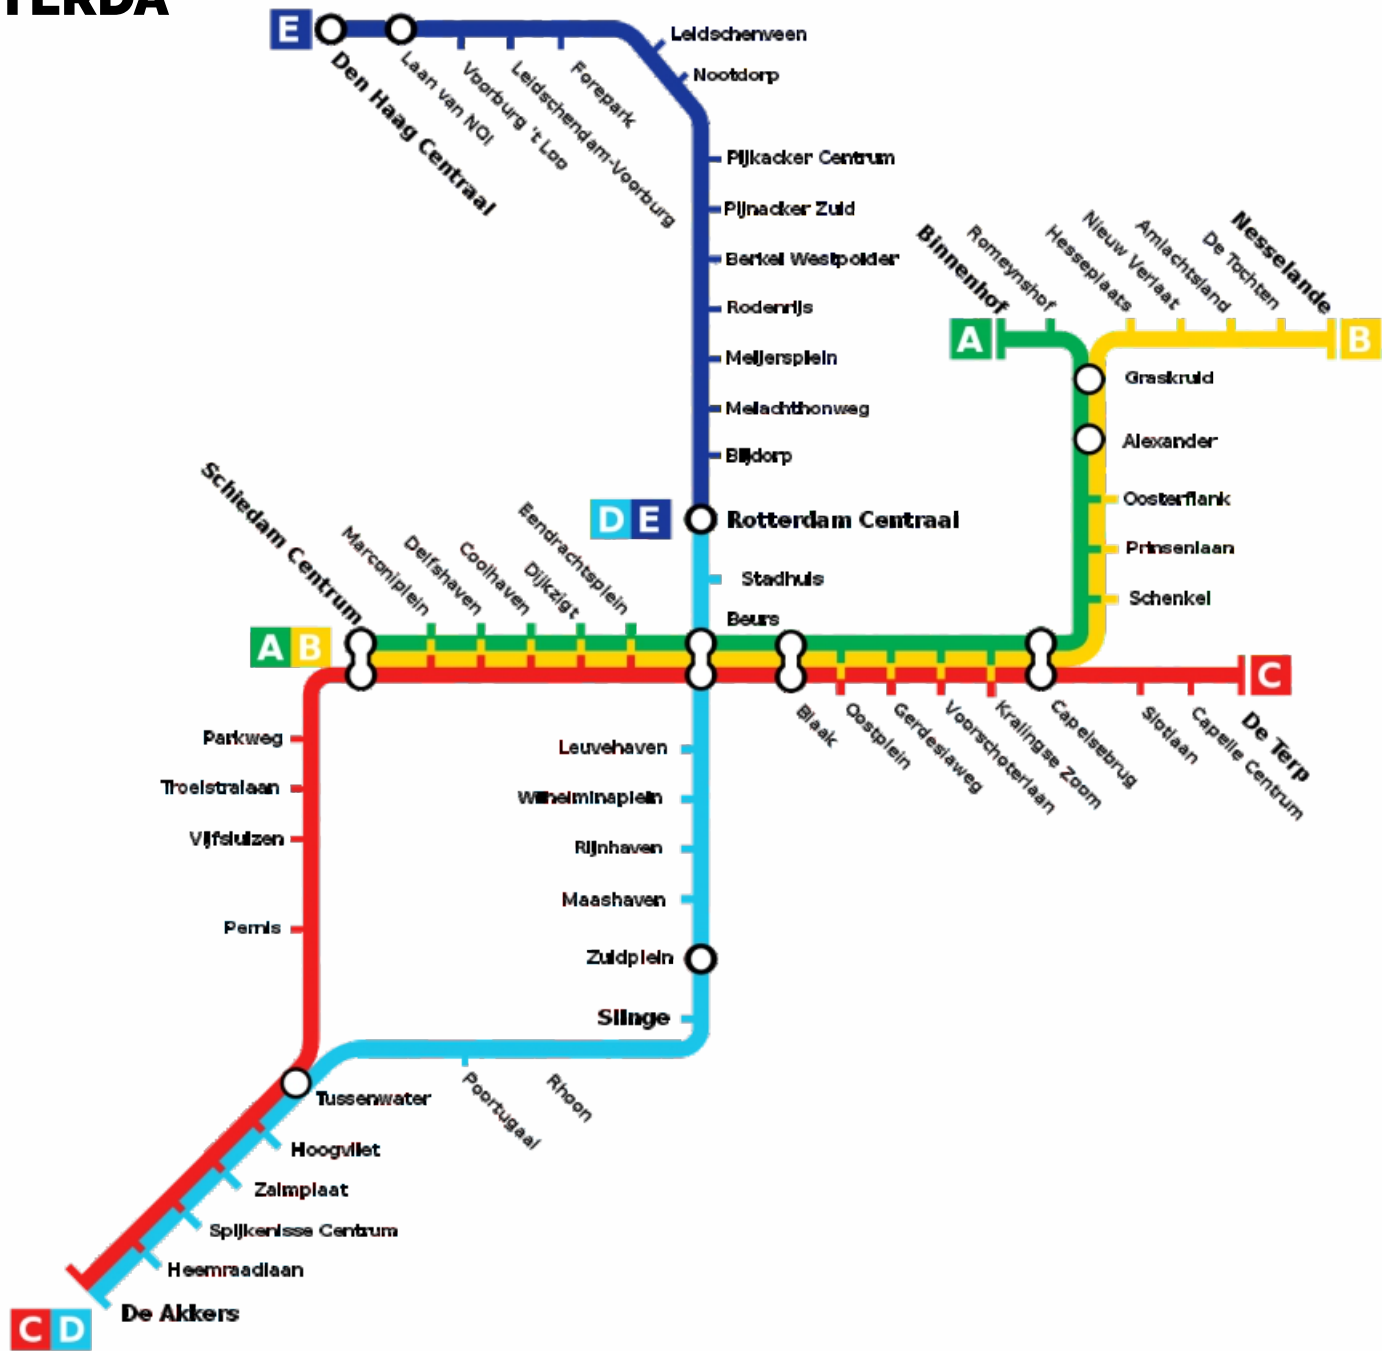 TERDA
E
Den Haag Centraal
Laan van NOI
Voorburg 't Loo
Leidschendam-Voorburg
Forepark
Leidschenveen
Nootdorp
Pijkacker Centrum
Pijnacker Zuid
Berkel Westpolder
Rodenrijs
Meijersplein
Melachthonweg
Blijdorp
D E
Rotterdam Centraal
Stadhuis
Beurs
A
Binnenhof
Romeynshof
Hesseplaats
Nieuw Verlaat
Amlachtsland
De Tochten
Nesselande
B
Graskruid
Alexander
Oosterflank
Prinsenlaan
Schenkel
A B
Schiedam Centrum
Marconiplein
Delfshaven
Coolhaven
Dijkzigt
Eendrachtsplein
Blaak
Oostplein
Gerdesiaweg
Voorschoterlaan
Kralingse Zoom
Capelsebrug
Slotlaan
Capelle Centrum
De Terp
C
Parkweg
Troelstralaan
Vijfsluizen
Pernis
Leuvehaven
Wilhelminaplein
Rijnhaven
Maashaven
Zuidplein
Slinge
Rhoon
Poortugaal
Tussenwater
Hoogvliet
Zalmplaat
Spijkenisse Centrum
Heemraadlaan
De Akkers
C D